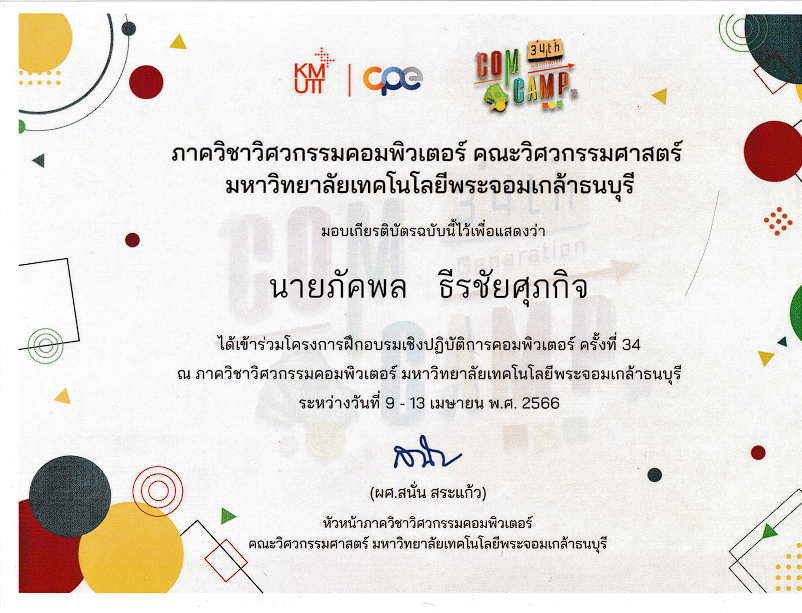 KM UTT
cpe
34th
COM CAMP
ภาควิชาวิศวกรรมคอมพิวเตอร์ คณะวิศวกรรมศาสตร์
มหาวิทยาลัยเทคโนโลยีพระจอมเกล้าธนบุรี
มอบเกียรติบัตรฉบับนี้ไว้เพื่อแสดงว่า
นายภัคพล ธีรชัยศุภกิจ
ได้เข้าร่วมโครงการฝึกอบรมเชิงปฏิบัติการคอมพิวเตอร์ ครั้งที่ 34
ณ ภาควิชาวิศวกรรมคอมพิวเตอร์ มหาวิทยาลัยเทคโนโลยีพระจอมเกล้าธนบุรี
ระหว่างวันที่ 9 - 13 เมษายน พ.ศ. 2566
สนั่น
(ผศ.สนั่น สระแก้ว)
หัวหน้าภาควิชาวิศวกรรมคอมพิวเตอร์
คณะวิศวกรรมศาสตร์ มหาวิทยาลัยเทคโนโลยีพระจอมเกล้าธนบุรี